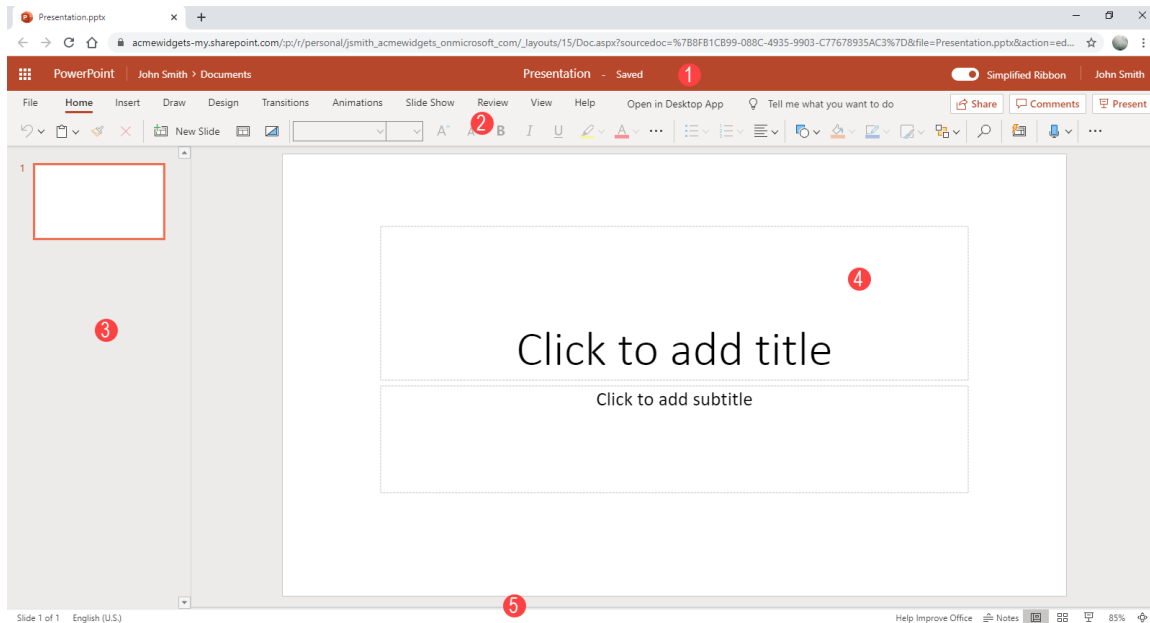 Presentation.pptx
acmewidgets-my.sharepoint.com/:p:/r/personal/jsmith_acmewidgets_onmicrosoft_com/_layouts/15/Doc.aspx?sourcedoc=%7B8FB1CB99-088C-4935-9903-C77678935AC3%7D&file=Presentation.pptx&action=ed...
PowerPoint John Smith > Documents Presentation - Saved 1 Simplified Ribbon John Smith
File Home Insert Draw Design Transitions Animations Slide Show Review View Help Open in Desktop App Tell me what you want to do Share Comments Present
New Slide A A 2 B I U A
1
4
3
Click to add title
Click to add subtitle
5
Slide 1 of 1 English (U.S.) Help Improve Office Notes 85%